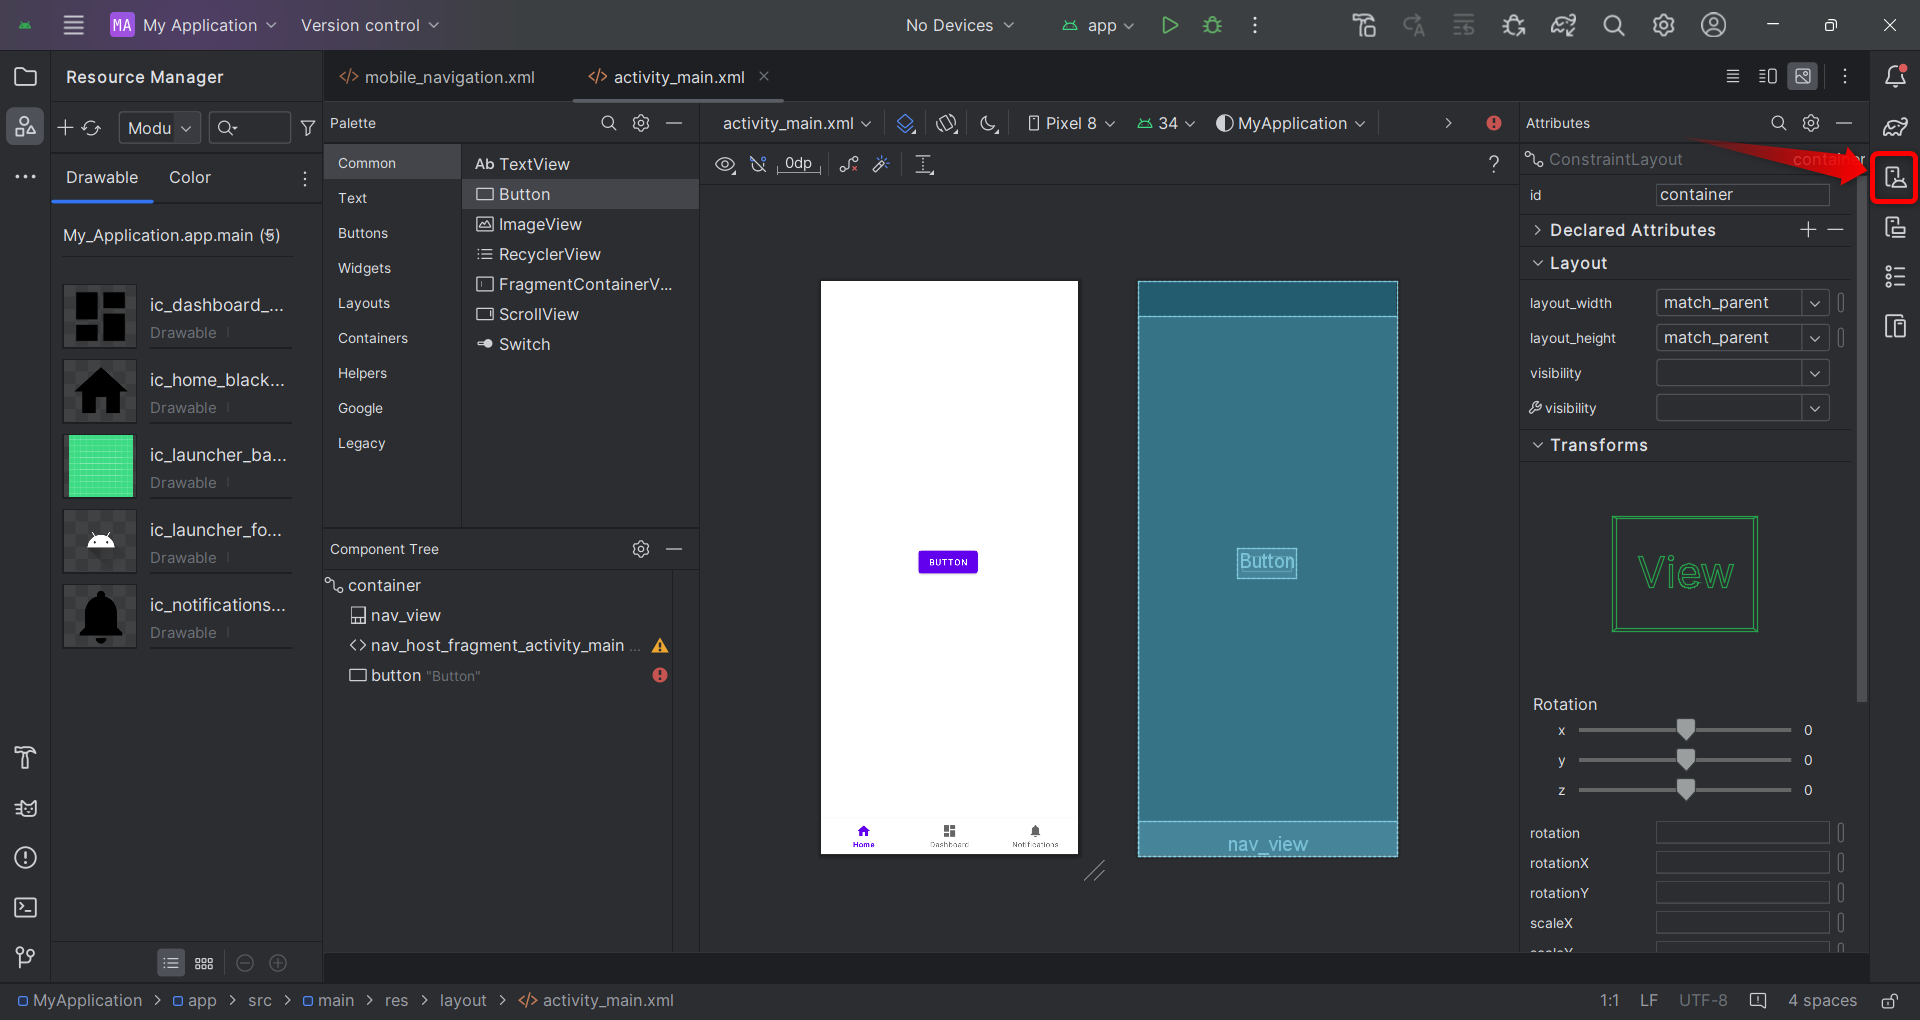 MA My Application Version control No Devices app
Resource Manager
mobile_navigation.xml activity_main.xml
Modu
Palette
activity_main.xml Pixel 8 34 MyApplication
Attributes
Drawable Color
Common
Text
Buttons
Widgets
Layouts
Containers
Helpers
Google
Legacy
Ab TextView
Button
ImageView
RecyclerView
FragmentContainerV...
ScrollView
Switch
0dp
?
ConstraintLayout container
id container
Declared Attributes
Layout
layout_width match_parent
layout_height match_parent
visibility
visibility
Transforms
View
Rotation
x 0
y 0
z 0
rotation
rotationX
rotationY
scaleX
My_Application.app.main (5)
ic_dashboard_...
Drawable
ic_home_black...
Drawable
ic_launcher_ba...
Drawable
ic_launcher_fo...
Drawable
ic_notifications...
Drawable
Component Tree
container
nav_view
nav_host_fragment_activity_main ...
button "Button"
BUTTON
Home Dashboard Notifications
Button
nav_view
MyApplication > app > src > main > res > layout > activity_main.xml
1:1 LF UTF-8 4 spaces